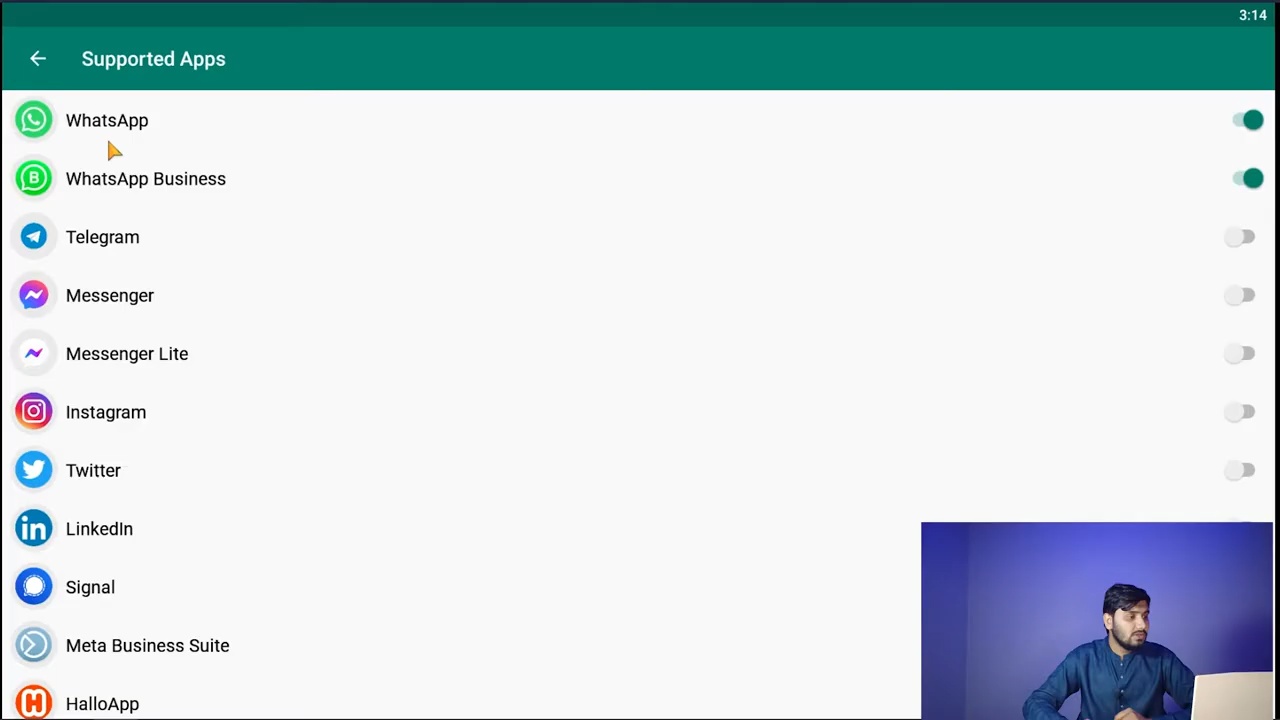 3:14
Supported Apps
WhatsApp
B
WhatsApp Business
Telegram
Messenger
Messenger Lite
Instagram
Twitter
in
LinkedIn
Signal
Meta Business Suite
HalloApp